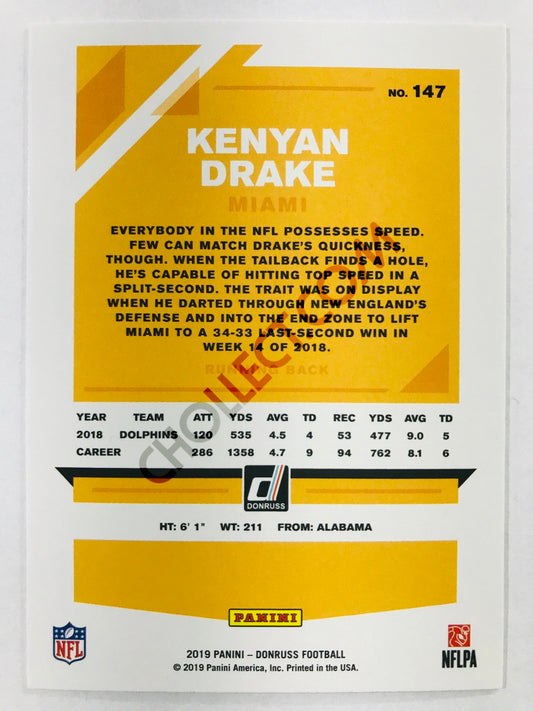 NO. 147
KENYAN
DRAKE
MIAMI
EVERYBODY IN THE NFL POSSESSES SPEED.
FEW CAN MATCH DRAKE'S QUICKNESS,
THOUGH. WHEN THE TAILBACK FINDS A HOLE,
HE'S CAPABLE OF HITTING TOP SPEED IN A
SPLIT-SECOND. THE TRAIT WAS ON DISPLAY
WHEN HE DARTED THROUGH NEW ENGLAND'S
DEFENSE AND INTO THE END ZONE TO LIFT
MIAMI TO A 34-33 LAST-SECOND WIN IN
WEEK 14 OF 2018.
RUNNING BACK
CHOLLECT.COM
YEAR TEAM ATT YDS AVG TD REC YDS AVG TD
2018 DOLPHINS 120 535 4.5 4 53 477 9.0 5
CAREER 286 1358 4.7 9 94 762 8.1 6
d
DONRUSS
HT: 6' 1" WT: 211 FROM: ALABAMA
PANINI
NFL
NFLPA
2019 PANINI – DONRUSS FOOTBALL
© 2019 Panini America, Inc. Printed in the USA.